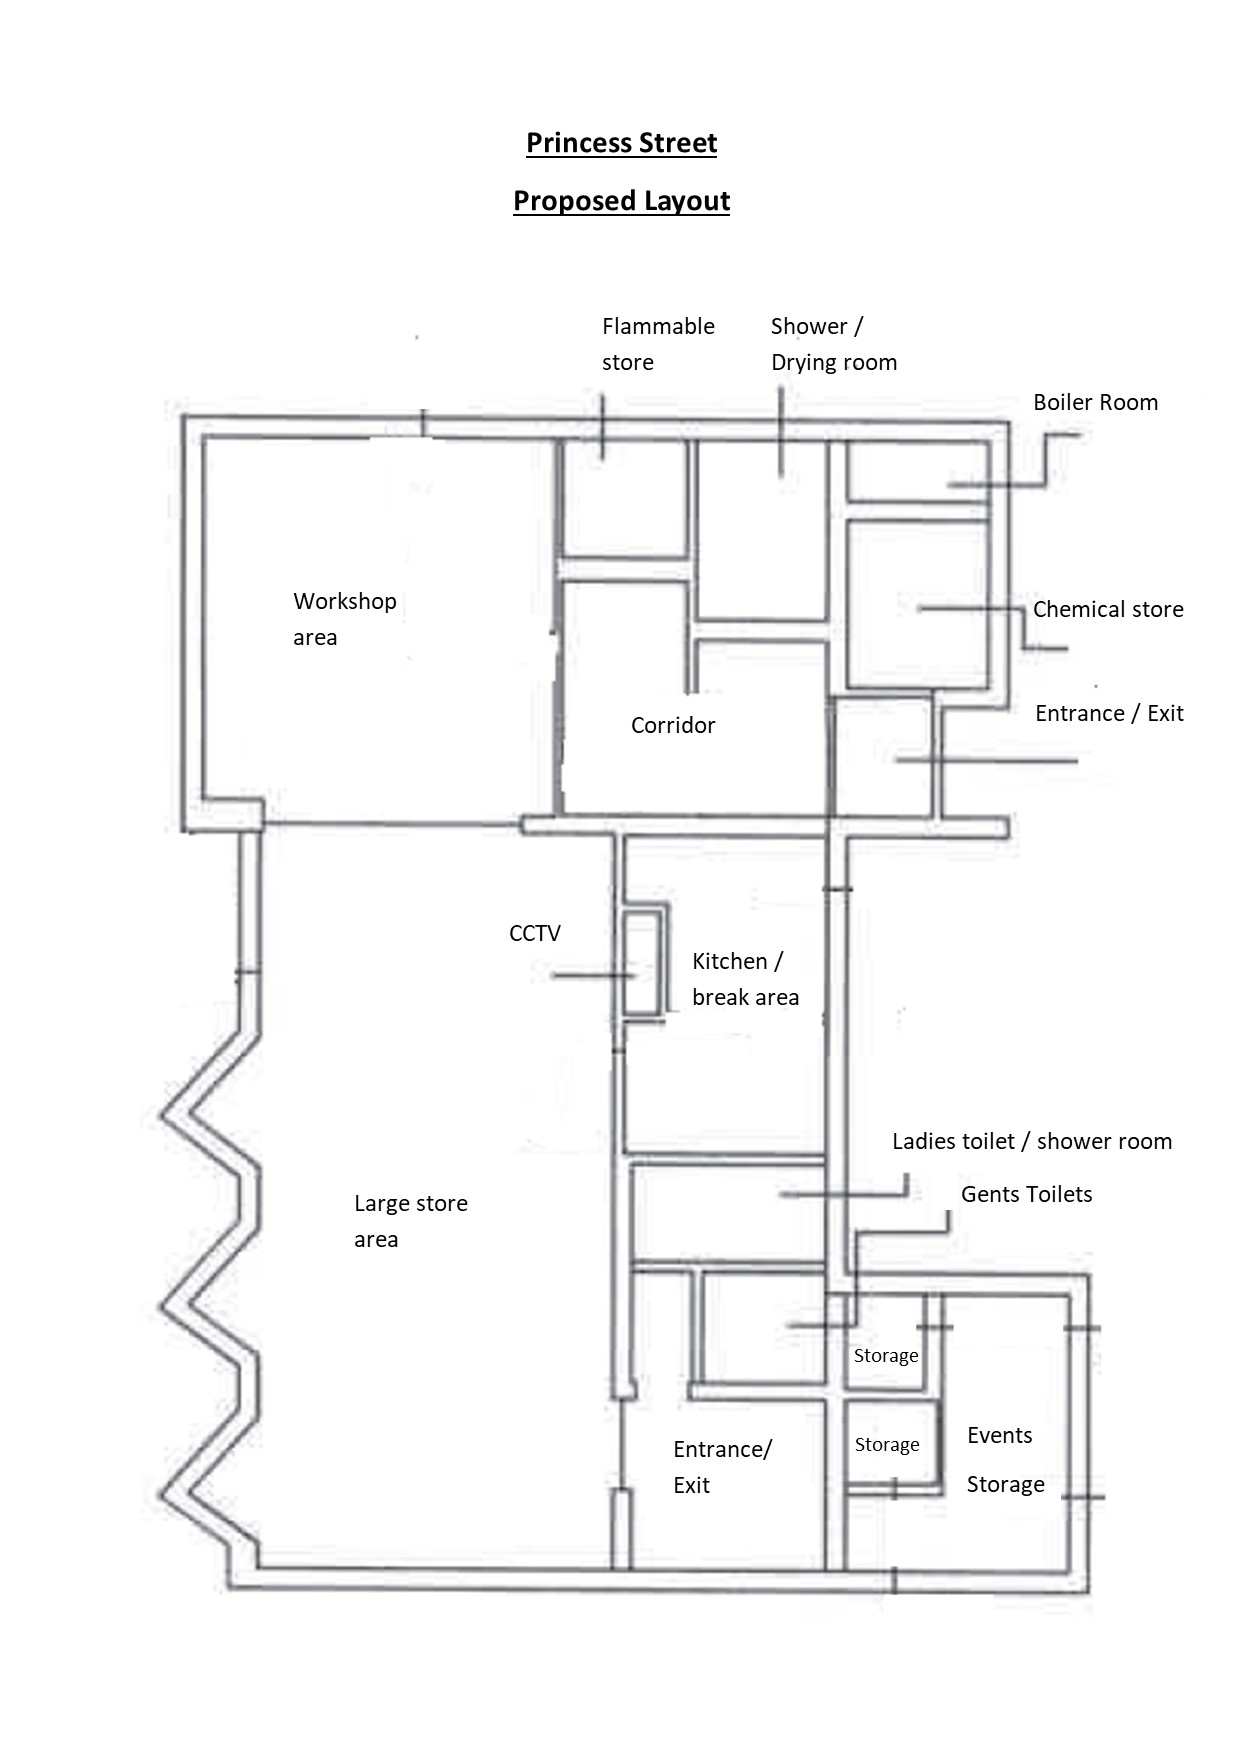 Princess Street
Proposed Layout
Flammable
store
Shower /
Drying room
Boiler Room
Workshop
area
Chemical store
Corridor
Entrance / Exit
CCTV
Kitchen /
break area
Ladies toilet / shower room
Gents Toilets
Large store
area
Storage
Storage
Events
Storage
Entrance/
Exit